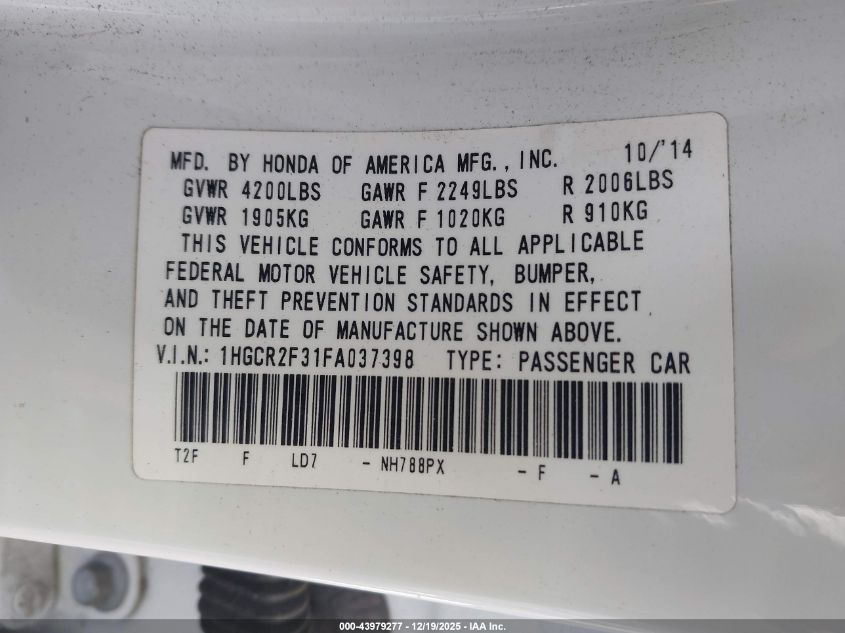 MFD. BY HONDA OF AMERICA MFG., INC. 10/'14
GVWR 4200LBS GAWR F 2249LBS R 2006LBS
GVWR 1905KG GAWR F 1020KG R 910KG
THIS VEHICLE CONFORMS TO ALL APPLICABLE
FEDERAL MOTOR VEHICLE SAFETY, BUMPER,
AND THEFT PREVENTION STANDARDS IN EFFECT
ON THE DATE OF MANUFACTURE SHOWN ABOVE.
V.I.N.: 1HGCR2F31FA037398 TYPE: PASSENGER CAR
T2F F LD7 - NH788PX - F - A
000-43979277 - 12/19/2025 - IAA Inc.